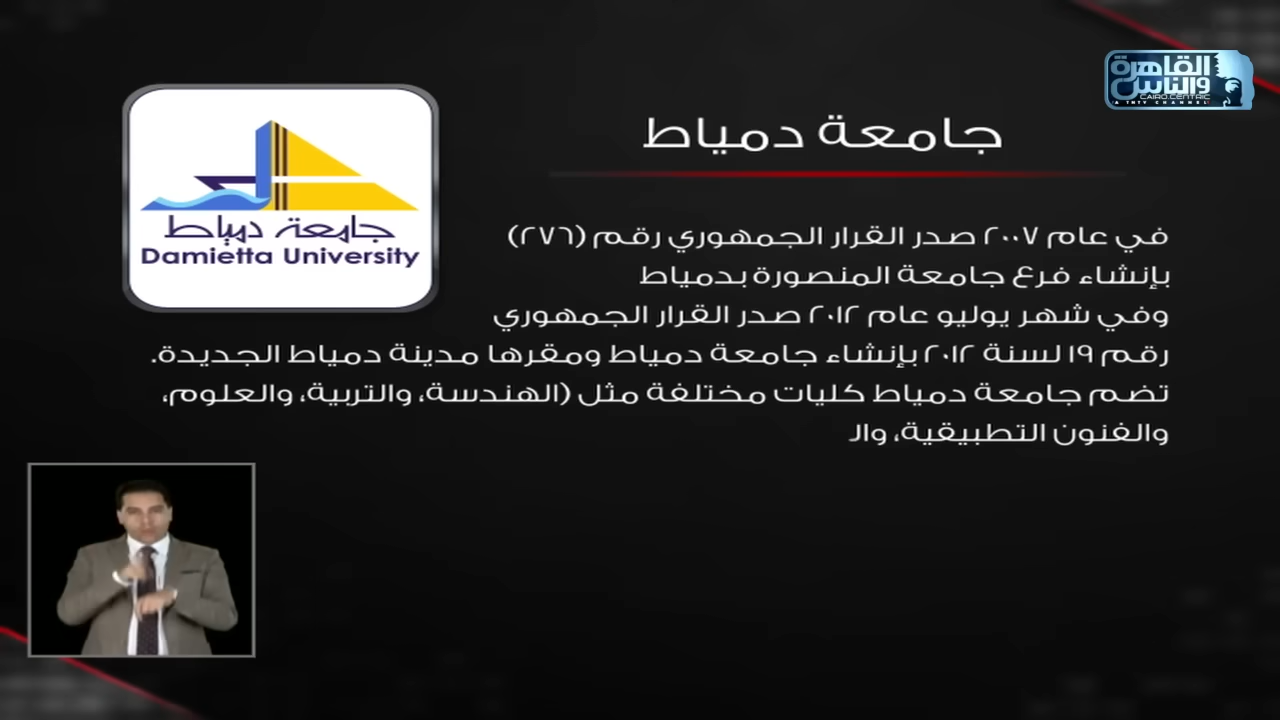 القاهرة
والناس
CAIRO.CENTRIC
A TNTV CHANNEL
جامعة دمياط
جامعة دمياط
Damietta University
في عام ٢٠٠٧ صدر القرار الجمهوري رقم (٢٧٦)
بإنشاء فرع جامعة المنصورة بدمياط
وفي شهر يوليو عام ٢٠١٢ صدر القرار الجمهوري
رقم ١٩ لسنة ٢٠١٢ بإنشاء جامعة دمياط ومقرها مدينة دمياط الجديدة.
تضم جامعة دمياط كليات مختلفة مثل (الهندسة، والتربية، والعلوم،
والفنون التطبيقية، وال